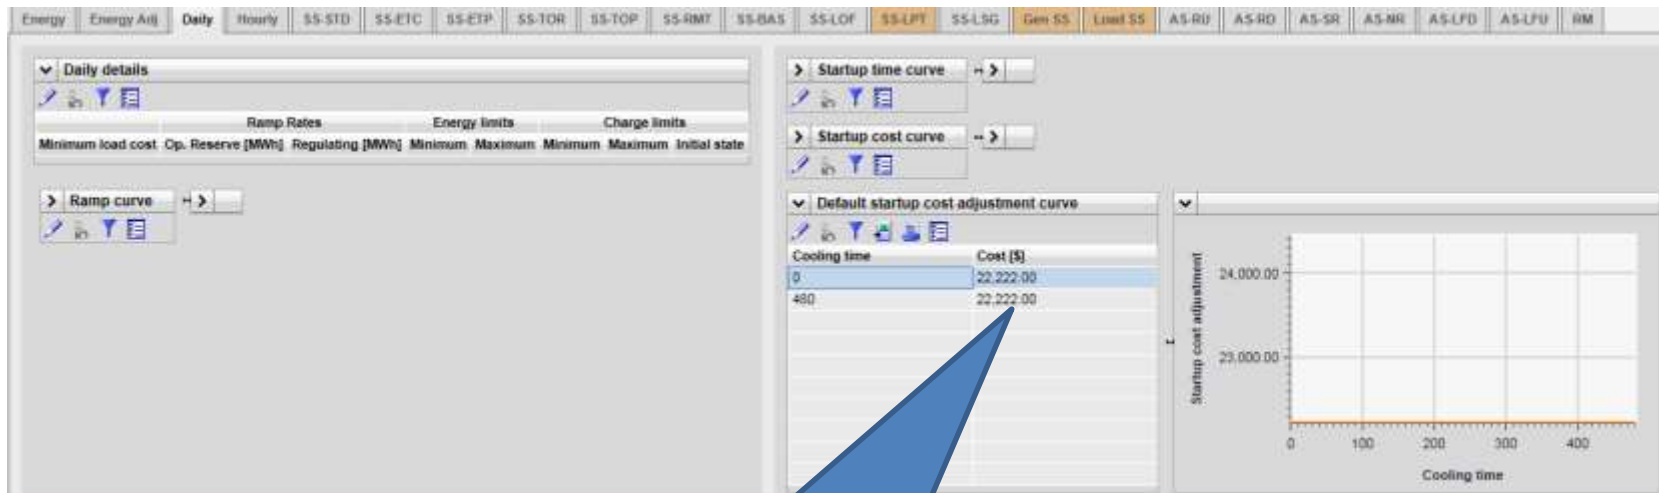 Energy Energy Adj Daily Hourly SS-STD SS-ETC SS-ETP SS-TOR SS-TOP SS-RMT SS-BAS SS-LOF SS-LPT SS-LSG Gen SS Load SS AS-RU AS-RD AS-SR AS-NR AS-LFD AS-LFU RM
Daily details
Ramp Rates Energy limits Charge limits
Minimum load cost Op. Reserve [MWh] Regulating [MWh] Minimum Maximum Minimum Maximum Initial state
Ramp curve
Startup time curve
Startup cost curve
Default startup cost adjustment curve
Cooling time Cost [$]
0 22,222.00
480 22,222.00
Startup cost adjustment
24,000.00
23,000.00
0 100 200 300 400
Cooling time